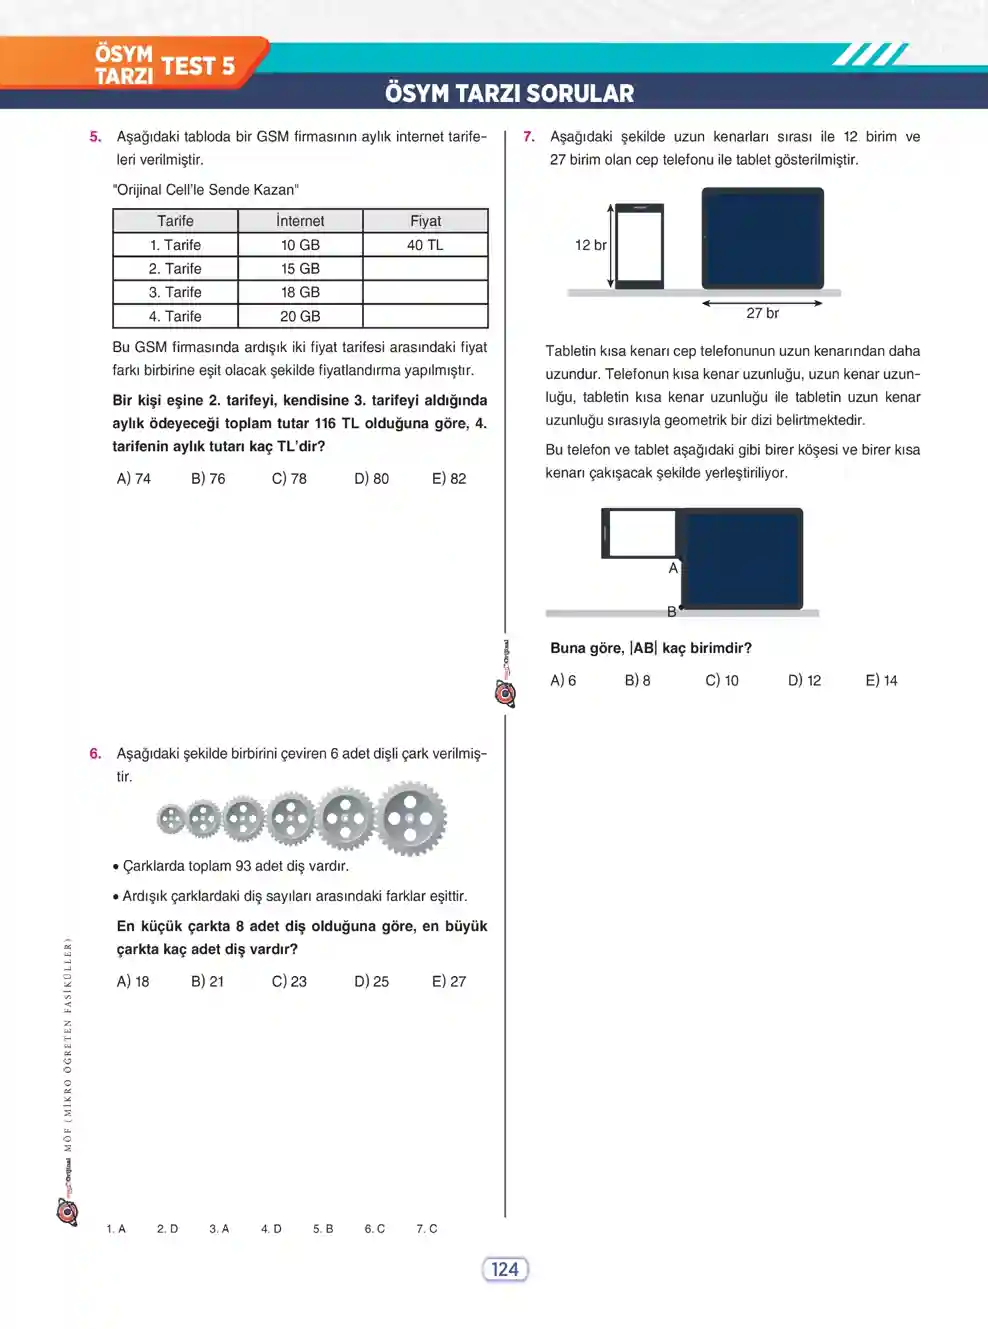 ÖSYM
TARZI
TEST 5
ÖSYM TARZI SORULAR
5. Aşağıdaki tabloda bir GSM firmasının aylık internet tarife-
leri verilmiştir.
"Orijinal Cell'le Sende Kazan"
Tarife İnternet Fiyat
1. Tarife 10 GB 40 TL
2. Tarife 15 GB
3. Tarife 18 GB
4. Tarife 20 GB
Bu GSM firmasında ardışık iki fiyat tarifesi arasındaki fiyat
farkı birbirine eşit olacak şekilde fiyatlandırma yapılmıştır.
Bir kişi eşine 2. tarifeyi, kendisine 3. tarifeyi aldığında
aylık ödeyeceği toplam tutar 116 TL olduğuna göre, 4.
tarifenin aylık tutarı kaç TL'dir?
A) 74 B) 76 C) 78 D) 80 E) 82
6. Aşağıdaki şekilde birbirini çeviren 6 adet dişli çark verilmiş-
tir.
• Çarklarda toplam 93 adet diş vardır.
• Ardışık çarklardaki diş sayıları arasındaki farklar eşittir.
En küçük çarkta 8 adet diş olduğuna göre, en büyük
çarkta kaç adet diş vardır?
A) 18 B) 21 C) 23 D) 25 E) 27
7. Aşağıdaki şekilde uzun kenarları sırası ile 12 birim ve
27 birim olan cep telefonu ile tablet gösterilmiştir.
12 br
27 br
Tabletin kısa kenarı cep telefonunun uzun kenarından daha
uzundur. Telefonun kısa kenar uzunluğu, uzun kenar uzun-
luğu, tabletin kısa kenar uzunluğu ile tabletin uzun kenar
uzunluğu sırasıyla geometrik bir dizi belirtmektedir.
Bu telefon ve tablet aşağıdaki gibi birer köşesi ve birer kısa
kenarı çakışacak şekilde yerleştiriliyor.
A
B
Buna göre, |AB| kaç birimdir?
A) 6 B) 8 C) 10 D) 12 E) 14
Orijinal
Orijinal MÖF (MİKRO ÖĞRETEN FASİKÜLLER)
1. A 2. D 3. A 4. D 5. B 6. C 7. C
124